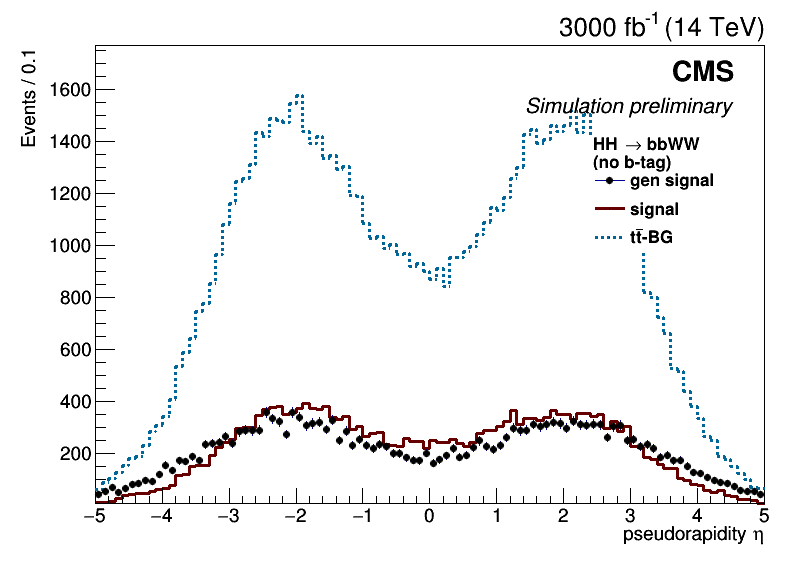 3000 fb-1 (14 TeV)
CMS
Simulation preliminary
HH → bbWW
(no b-tag)
gen signal
signal
tt̄-BG
Events / 0.1
1600
1400
1200
1000
800
600
400
200
−5 −4 −3 −2 −1 0 1 2 3 4 5
pseudorapidity η